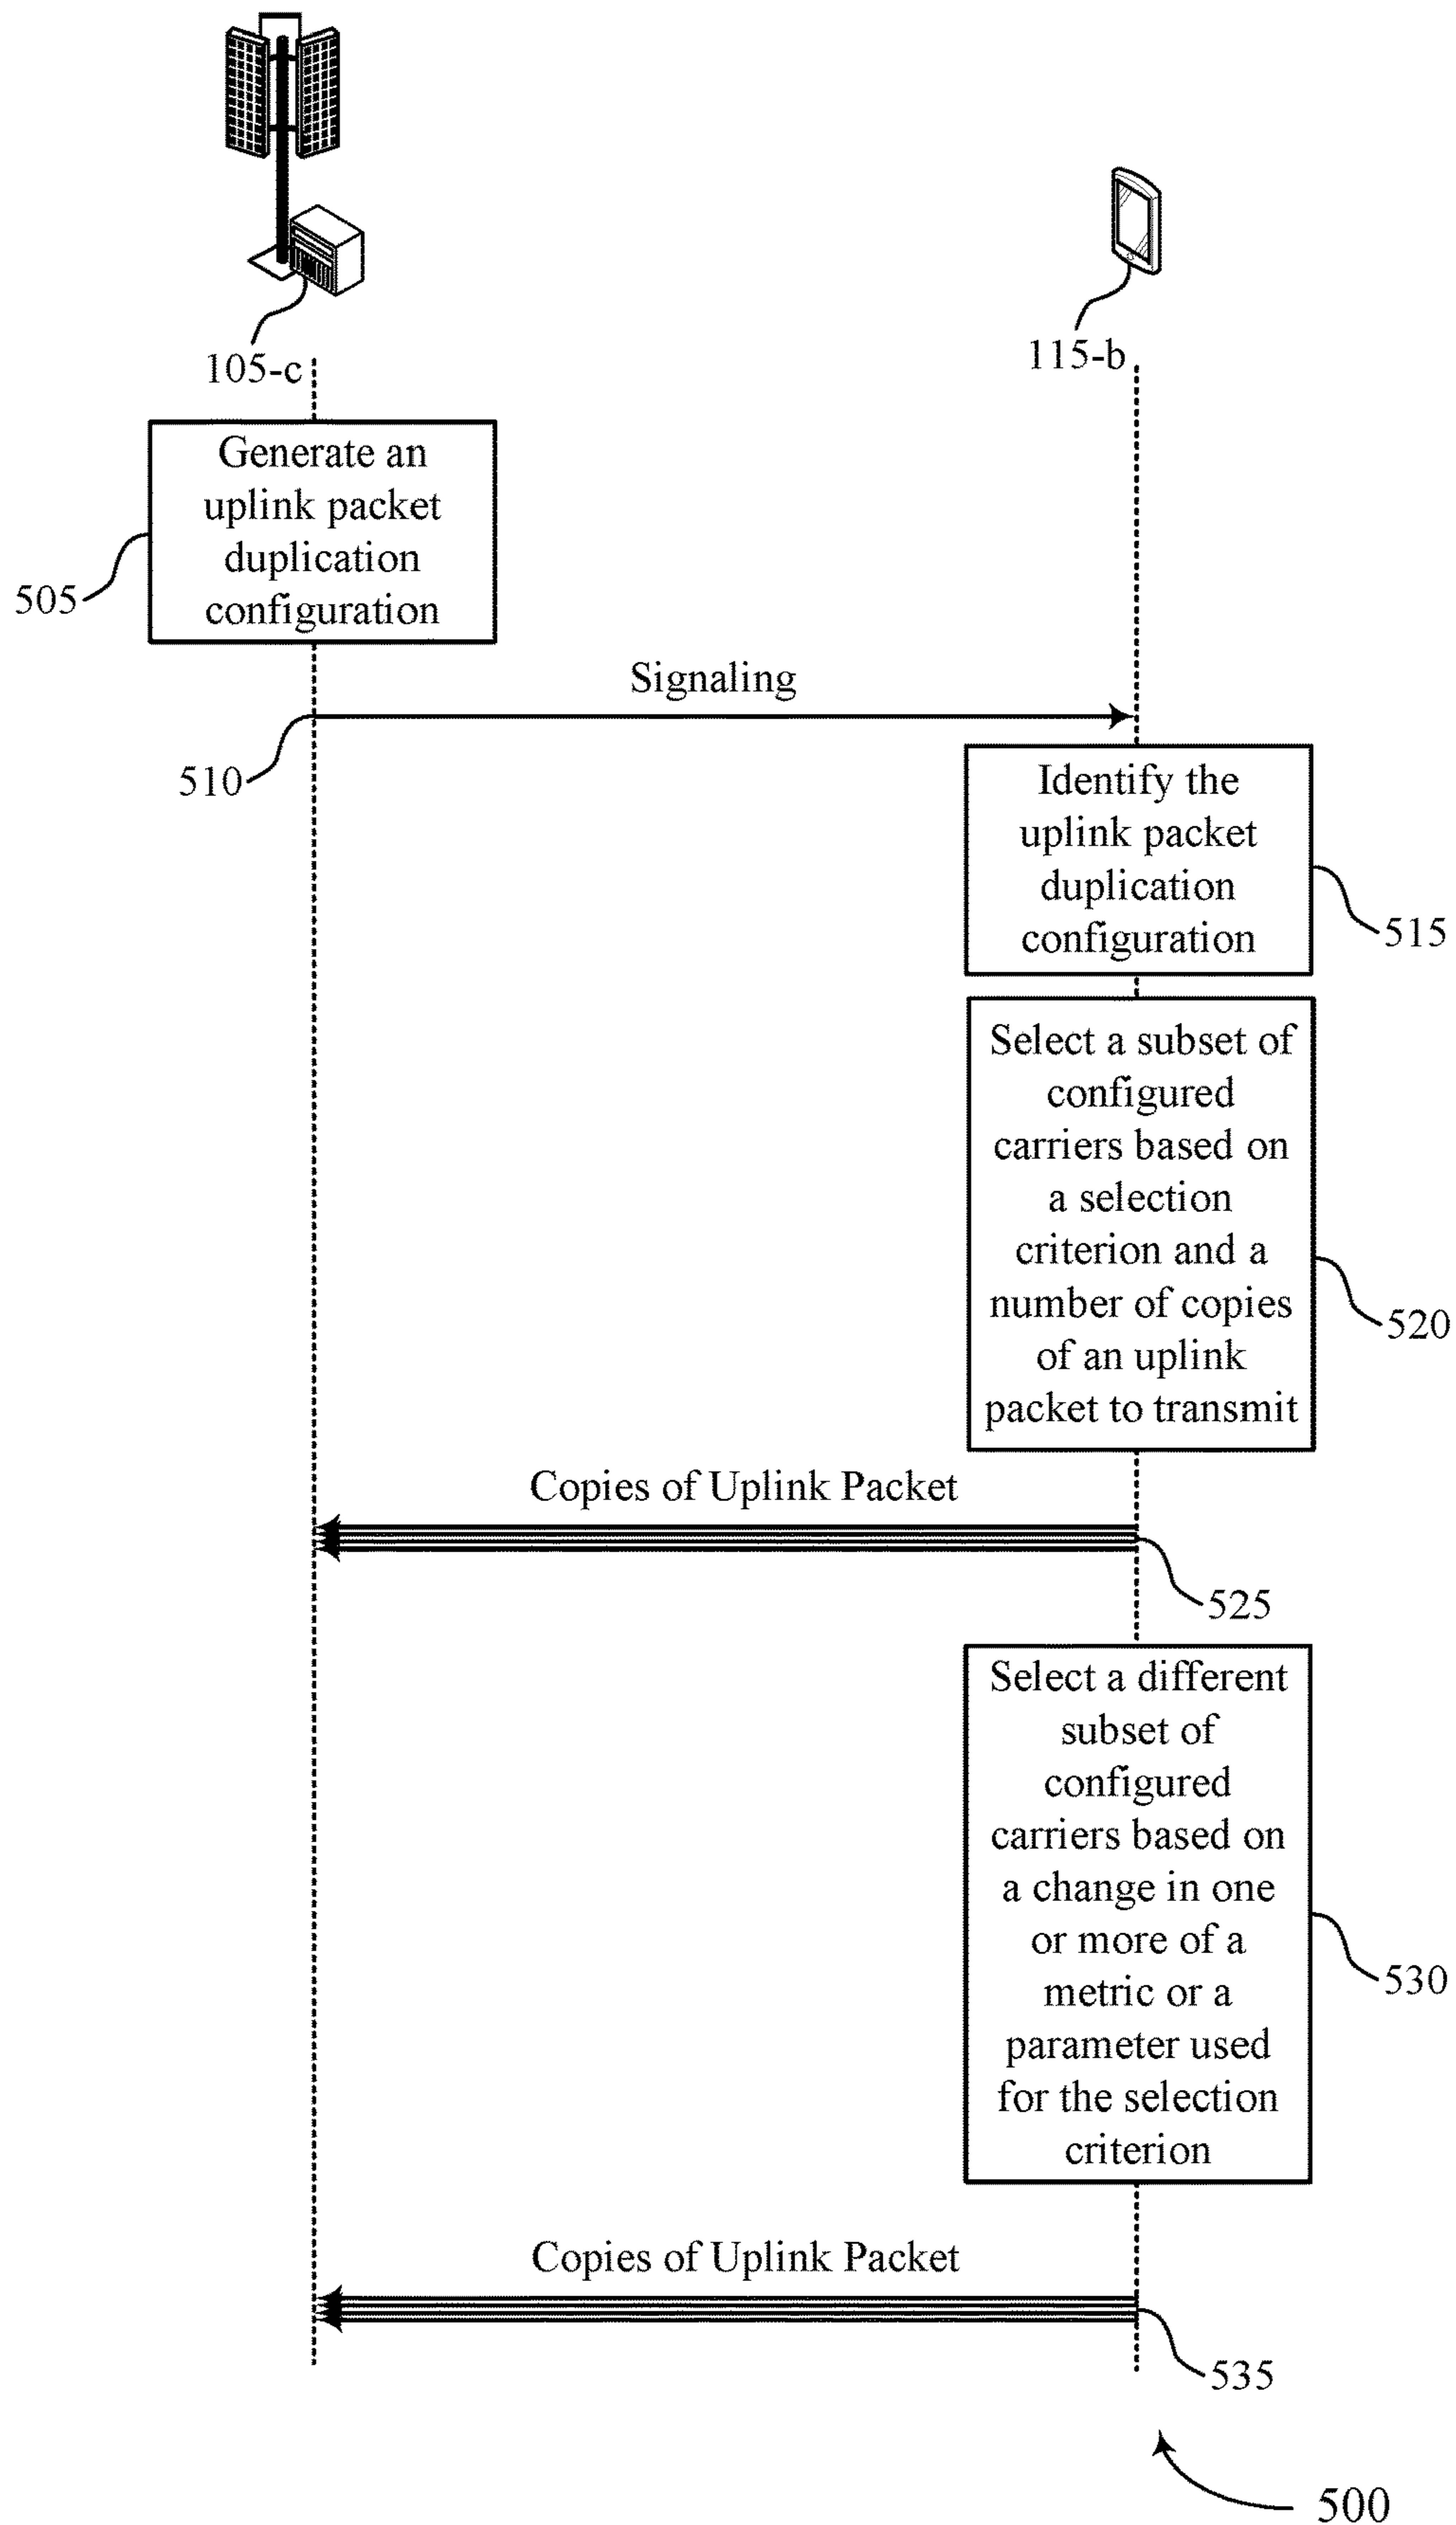 105-c
115-b
Generate an
uplink packet
duplication
configuration
505
Signaling
510
Identify the
uplink packet
duplication
configuration
515
Select a subset of
configured
carriers based on
a selection
criterion and a
number of copies
of an uplink
packet to transmit
520
Copies of Uplink Packet
525
Select a different
subset of
configured
carriers based on
a change in one
or more of a
metric or a
parameter used
for the selection
criterion
530
Copies of Uplink Packet
535
500